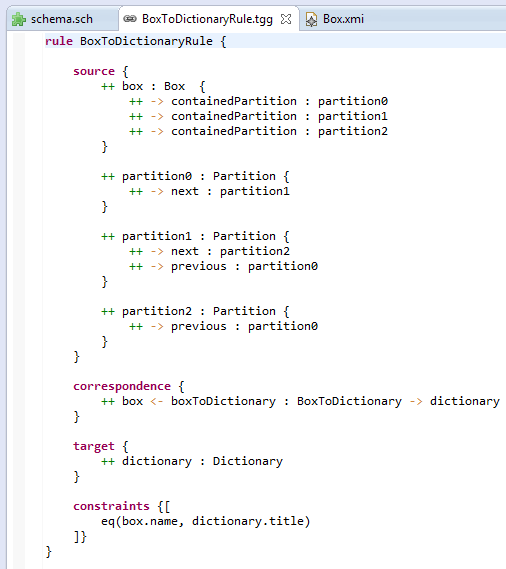 schema.sch BoxToDictionaryRule.tgg Box.xmi
rule BoxToDictionaryRule {
source {
++ box : Box {
++ -> containedPartition : partition0
++ -> containedPartition : partition1
++ -> containedPartition : partition2
}
++ partition0 : Partition {
++ -> next : partition1
}
++ partition1 : Partition {
++ -> next : partition2
++ -> previous : partition0
}
++ partition2 : Partition {
++ -> previous : partition0
}
}
correspondence {
++ box <- boxToDictionary : BoxToDictionary -> dictionary
}
target {
++ dictionary : Dictionary
}
constraints {[
eq(box.name, dictionary.title)
]}
}